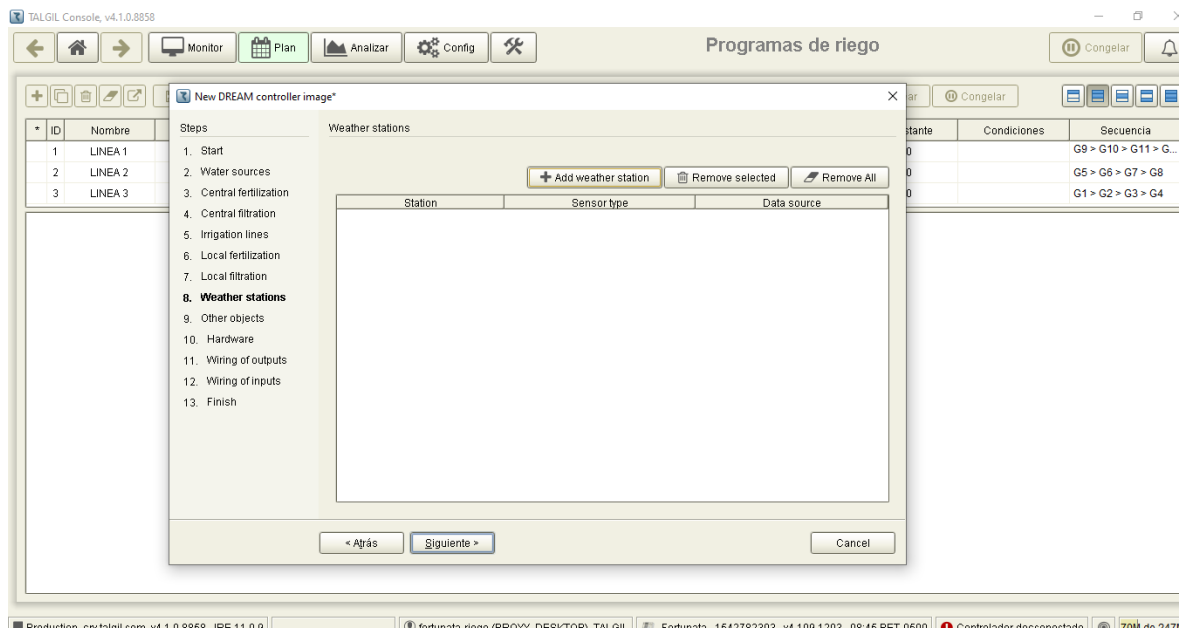 TALGIL Console, v4.1.0.8858
Monitor Plan Analizar Config Programas de riego Congelar
New DREAM controller image*
ar Congelar
* ID Nombre tante Condiciones Secuencia
1 LINEA 1 0 G9 > G10 > G11 > G...
2 LINEA 2 0 G5 > G6 > G7 > G8
3 LINEA 3 0 G1 > G2 > G3 > G4
Steps
1. Start
2. Water sources
3. Central fertilization
4. Central filtration
5. Irrigation lines
6. Local fertilization
7. Local filtration
8. Weather stations
9. Other objects
10. Hardware
11. Wiring of outputs
12. Wiring of inputs
13. Finish
Weather stations
Add weather station Remove selected Remove All
Station Sensor type Data source
< Atrás Siguiente > Cancel